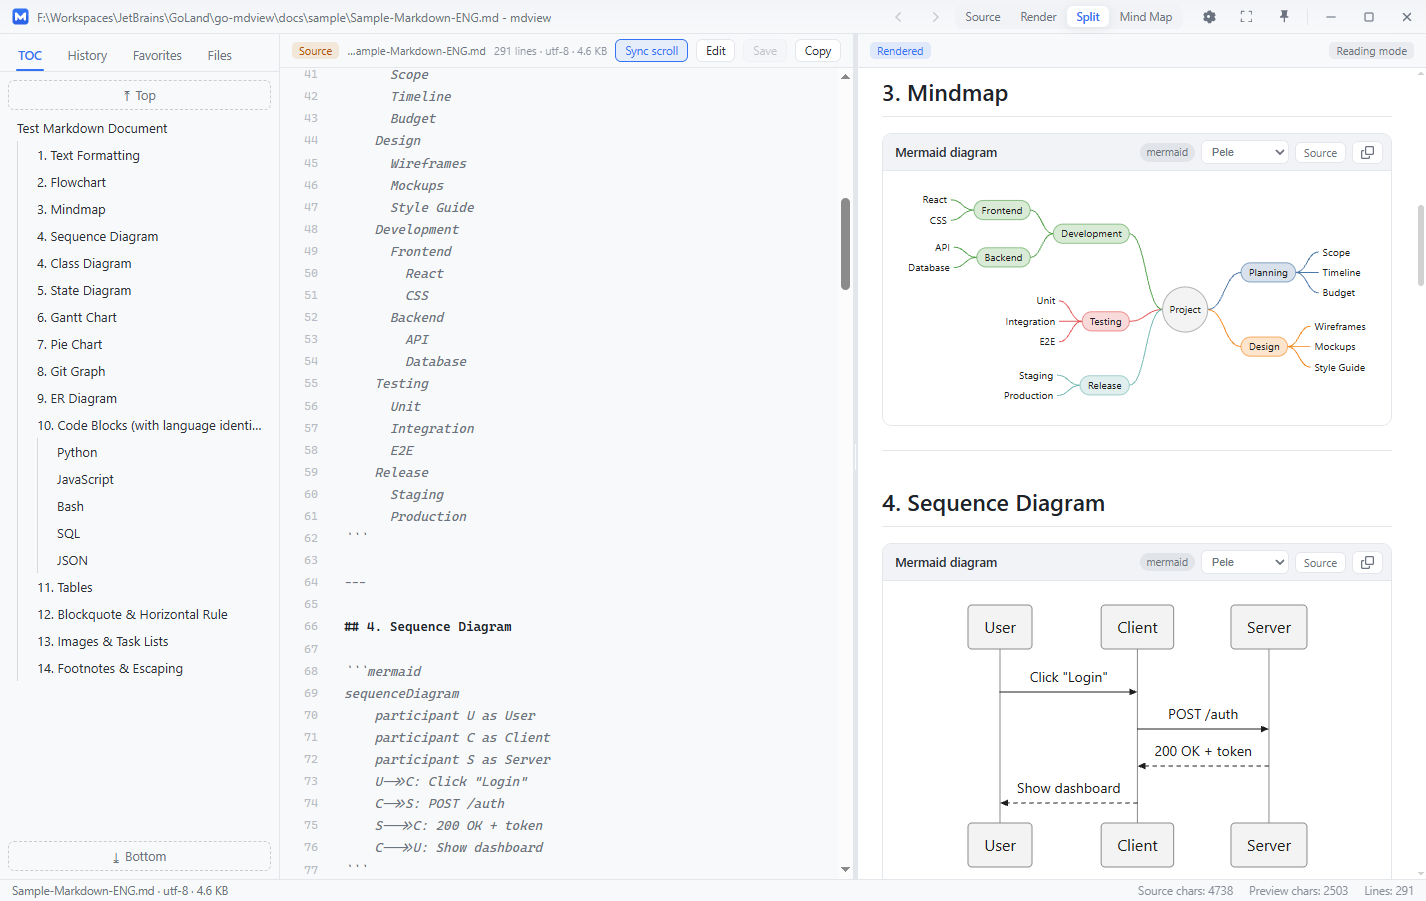 F:\Workspaces\JetBrains\GoLand\go-mdview\docs\sample\Sample-Markdown-ENG.md - mdview
Source
Render
Split
Mind Map
TOC
History
Favorites
Files
⤒ Top
Test Markdown Document
1. Text Formatting
2. Flowchart
3. Mindmap
4. Sequence Diagram
4. Class Diagram
5. State Diagram
6. Gantt Chart
7. Pie Chart
8. Git Graph
9. ER Diagram
10. Code Blocks (with language identi...
Python
JavaScript
Bash
SQL
JSON
11. Tables
12. Blockquote & Horizontal Rule
13. Images & Task Lists
14. Footnotes & Escaping
⤓ Bottom
Source
...ample-Markdown-ENG.md
291 lines · utf-8 · 4.6 KB
Sync scroll
Edit
Save
Copy
41 Scope
42 Timeline
43 Budget
44 Design
45 Wireframes
46 Mockups
47 Style Guide
48 Development
49 Frontend
50 React
51 CSS
52 Backend
53 API
54 Database
55 Testing
56 Unit
57 Integration
58 E2E
59 Release
60 Staging
61 Production
62 ```
63
64 ---
65
66 ## 4. Sequence Diagram
67
68 ```mermaid
69 sequenceDiagram
70 participant U as User
71 participant C as Client
72 participant S as Server
73 U->>C: Click "Login"
74 C->>S: POST /auth
75 S-->>C: 200 OK + token
76 C-->>U: Show dashboard
77 ```
Rendered
Reading mode
3. Mindmap
Mermaid diagram
mermaid
Pele
Source
React
CSS
Frontend
API
Database
Backend
Development
Unit
Integration
E2E
Testing
Staging
Production
Release
Project
Planning
Scope
Timeline
Budget
Design
Wireframes
Mockups
Style Guide
4. Sequence Diagram
Mermaid diagram
mermaid
Pele
Source
User
Client
Server
Click "Login"
POST /auth
200 OK + token
Show dashboard
User
Client
Server
Sample-Markdown-ENG.md · utf-8 · 4.6 KB
Source chars: 4738
Preview chars: 2503
Lines: 291